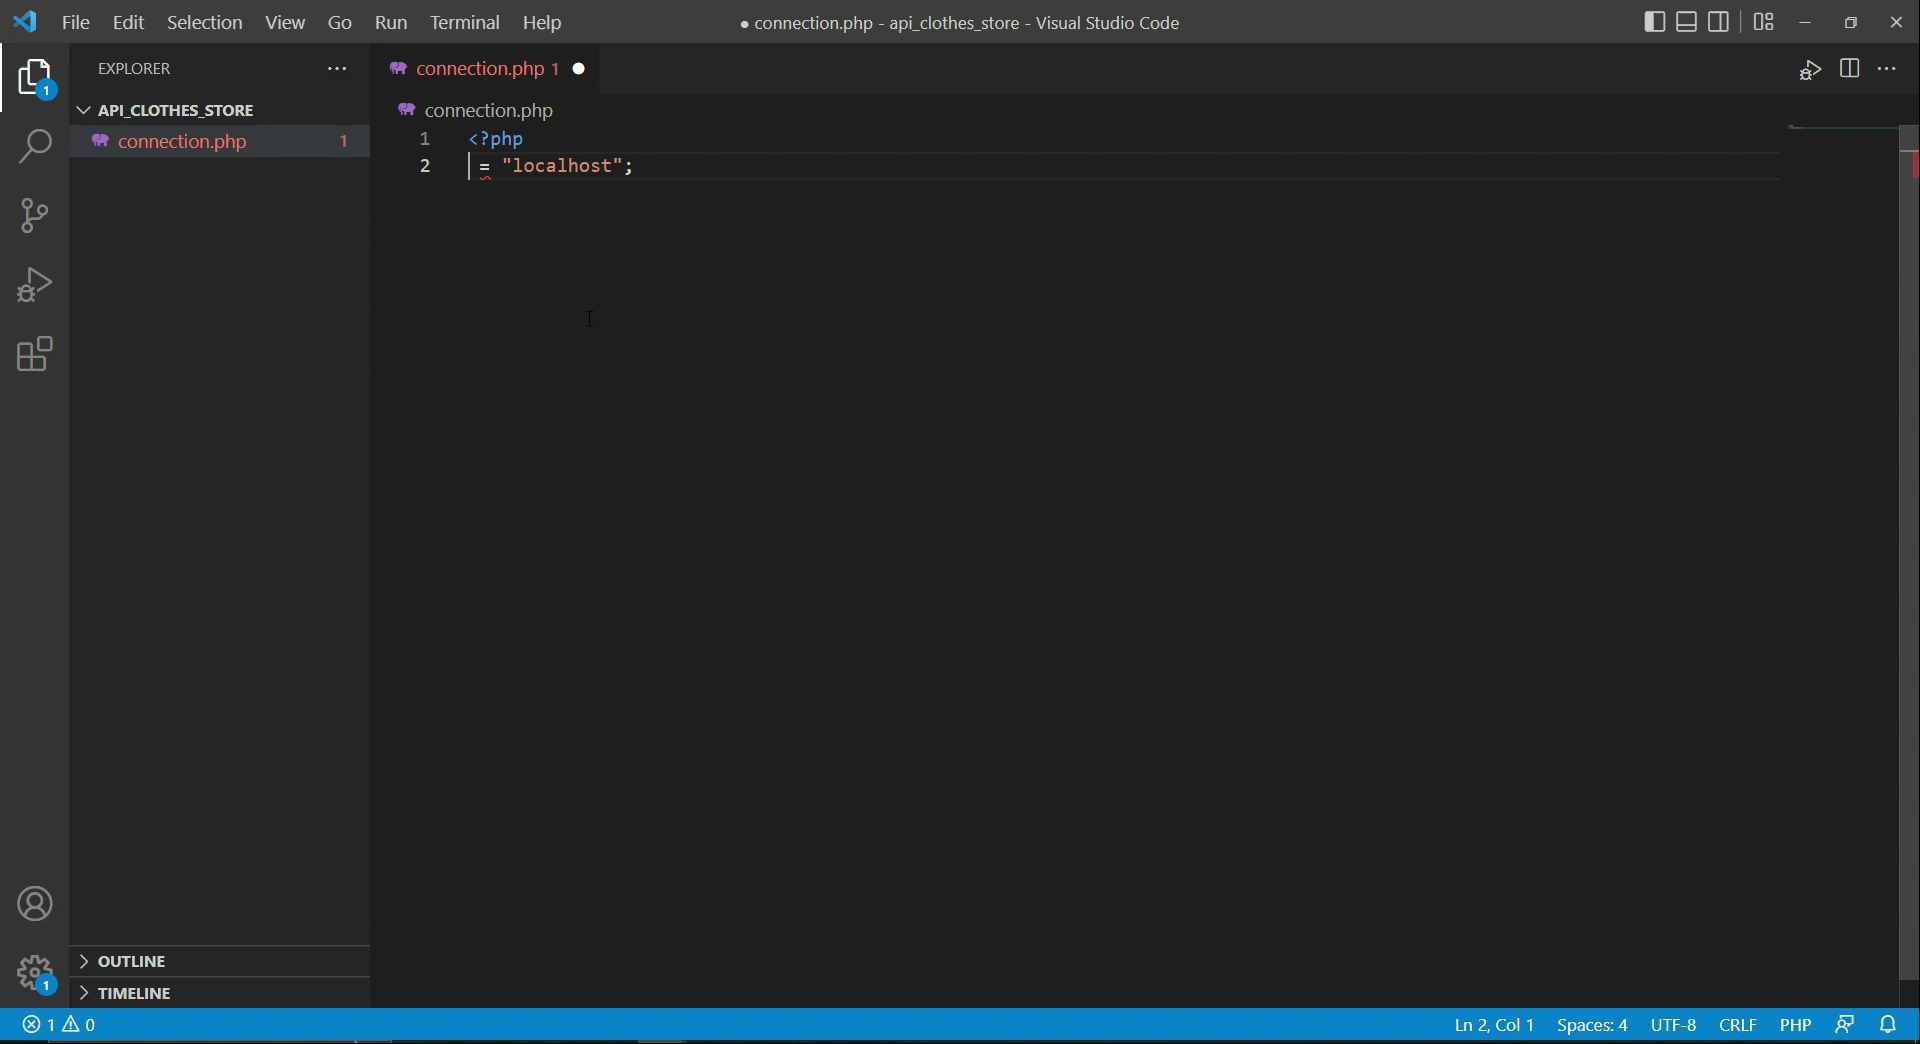 File Edit Selection View Go Run Terminal Help
● connection.php - api_clothes_store - Visual Studio Code
1
EXPLORER
connection.php 1
API_CLOTHES_STORE
connection.php
connection.php 1
1 <?php
2 = "localhost";
OUTLINE
1
TIMELINE
1 0
Ln 2, Col 1 Spaces: 4 UTF-8 CRLF PHP